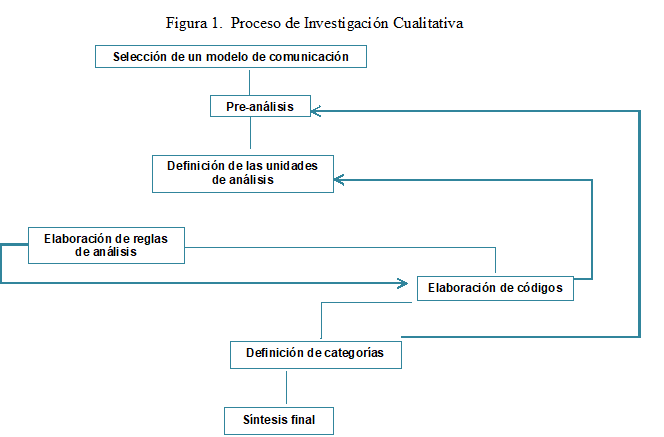 Figura 1.  Proceso de Investigación Cualitativa
Selección de un modelo de comunicación
Pre-análisis
Definición de las unidades
de análisis
Elaboración de reglas
de análisis
Elaboración de códigos
Definición de categorías
Síntesis final